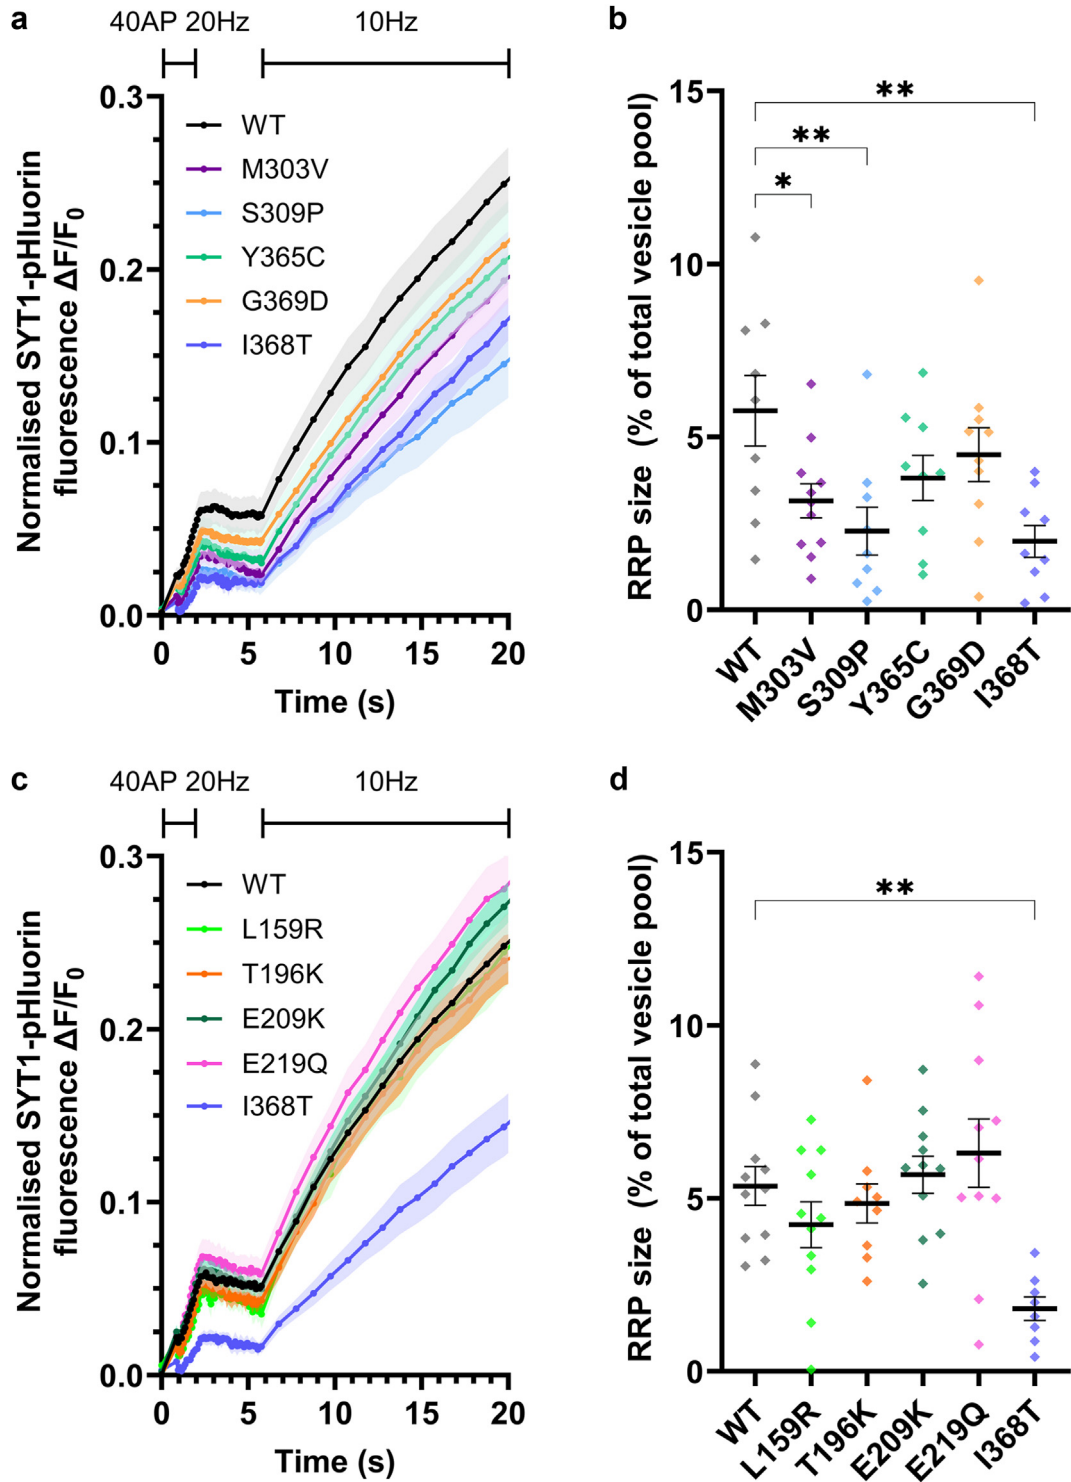 a
40AP 20Hz 10Hz
Normalised SYT1-pHluorin
fluorescence ΔF/F0
0.3
0.2
0.1
0.0
WT
M303V
S309P
Y365C
G369D
I368T
0 5 10 15 20
Time (s)
b
RRP size (% of total vesicle pool)
15
10
5
0
**
**
*
WT M303V S309P Y365C G369D I368T
c
40AP 20Hz 10Hz
Normalised SYT1-pHluorin
fluorescence ΔF/F0
0.3
0.2
0.1
0.0
WT
L159R
T196K
E209K
E219Q
I368T
0 5 10 15 20
Time (s)
d
RRP size (% of total vesicle pool)
15
10
5
0
**
WT L159R T196K E209K E219Q I368T